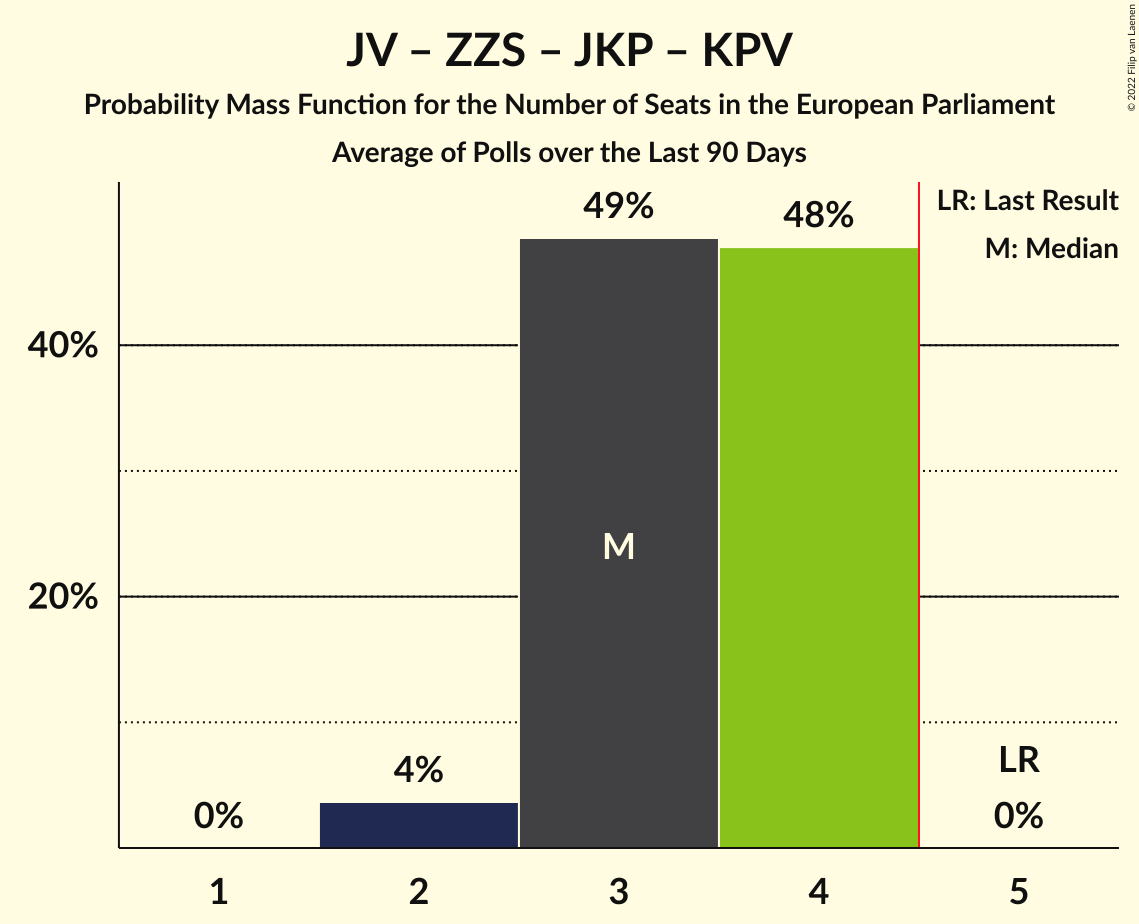 JV – ZZS – JKP – KPV
Probability Mass Function for the Number of Seats in the European Parliament
Average of Polls over the Last 90 Days
© 2022 Filip van Laenen
LR: Last Result
M: Median
49%
48%
40%
M
20%
4%
LR
0%
0%
1
2
3
4
5